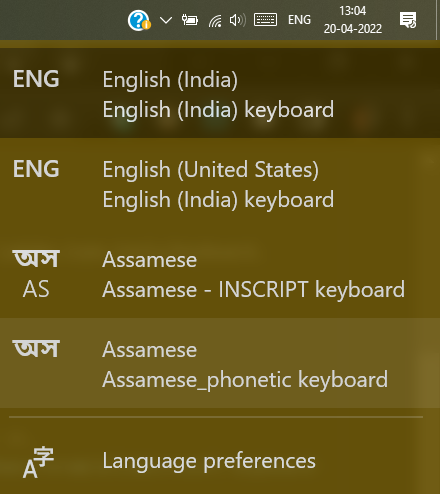 ENG
13:04
20-04-2022
ENG
English (India)
English (India) keyboard
ENG
English (United States)
English (India) keyboard
অস
AS
Assamese
Assamese - INSCRIPT keyboard
অস
Assamese
Assamese_phonetic keyboard
A字
Language preferences